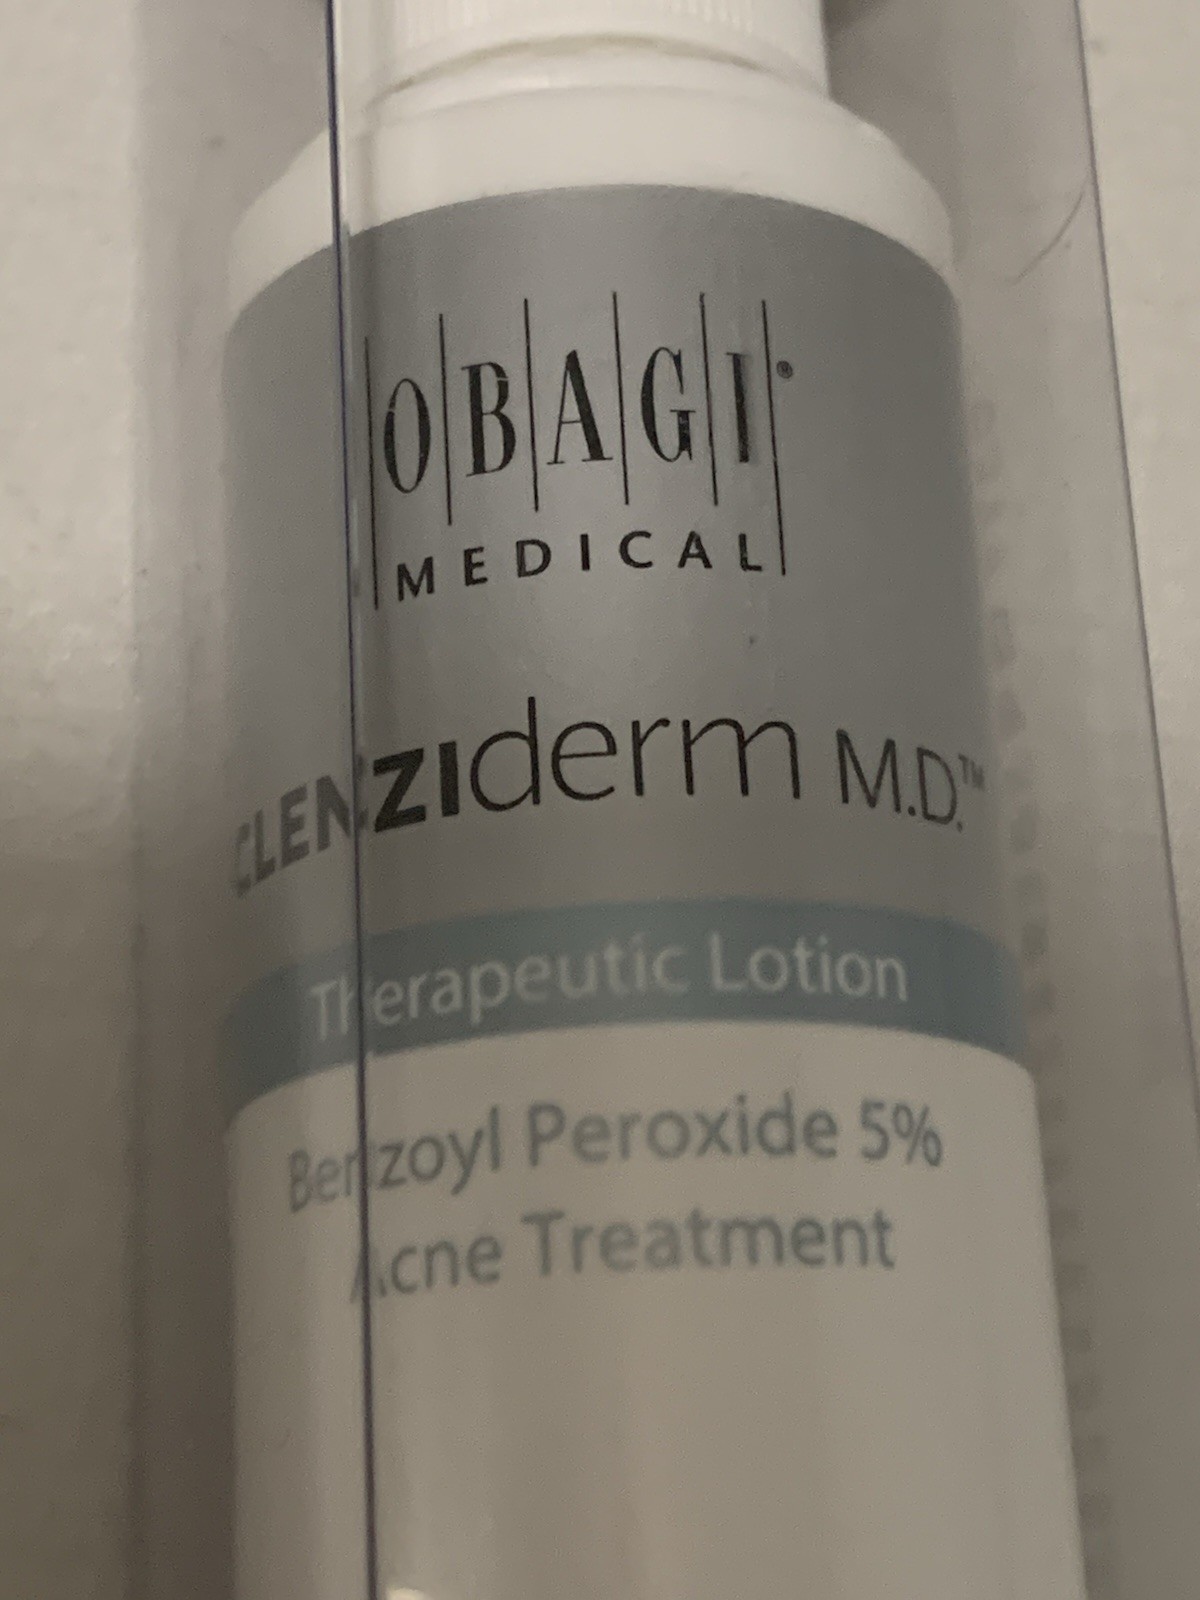 OBAGI®
MEDICAL
CLENZIderm M.D.™
Therapeutic Lotion
Benzoyl Peroxide 5%
Acne Treatment